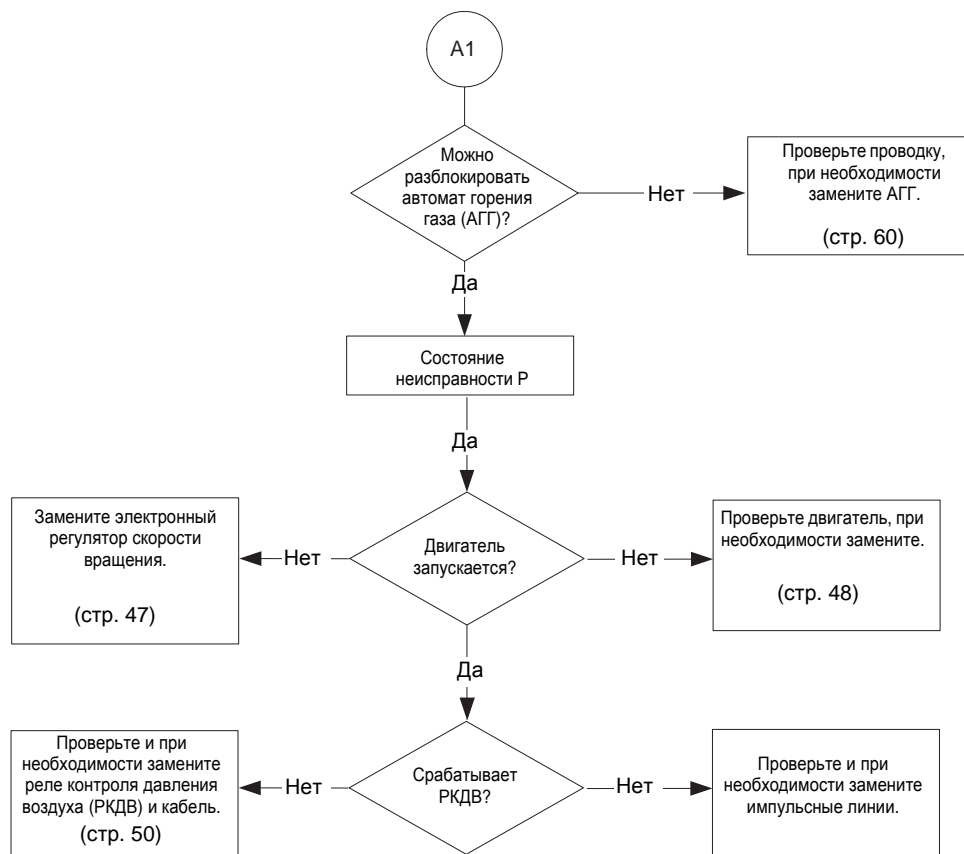 A1
Можно
разблокировать
автомат горения
газа (АГГ)?
Нет
Проверьте проводку,
при необходимости
замените АГГ.
(стр. 60)
Да
Состояние
неисправности P
Да
Замените электронный
регулятор скорости
вращения.
(стр. 47)
Нет
Двигатель
запускается?
Нет
Проверьте двигатель, при
необходимости замените.
(стр. 48)
Да
Проверьте и при
необходимости замените
реле контроля давления
воздуха (РКДВ) и кабель.
(стр. 50)
Нет
Срабатывает
РКДВ?
Нет
Проверьте и при
необходимости замените
импульсные линии.